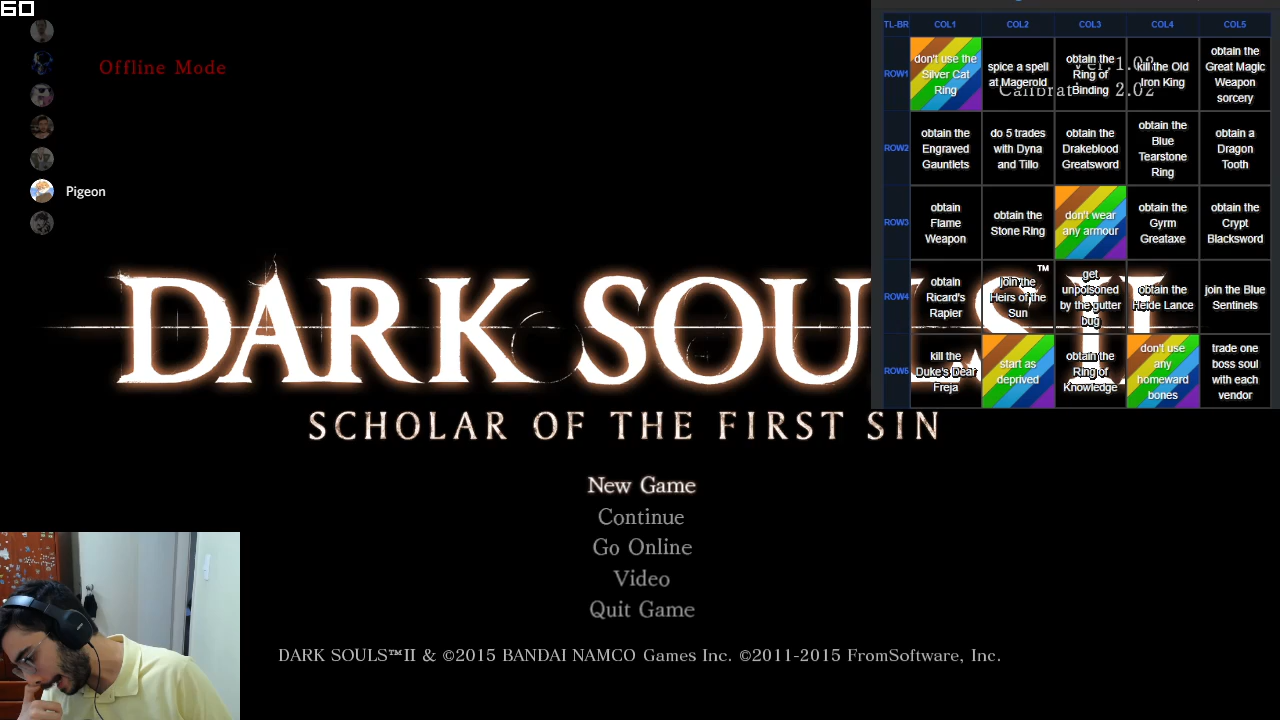 60
Offline Mode
Pigeon
TL-BR COL1 COL2 COL3 COL4 COL5
ROW1
don't use the
Silver Cat
Ring
spice a spell
at Magerold
obtain the
Ring of
Binding
kill the Old
Iron King
obtain the
Great Magic
Weapon
sorcery
Ver.1.02
2.02
ROW2
obtain the
Engraved
Gauntlets
do 5 trades
with Dyna
and Tillo
obtain the
Drakeblood
Greatsword
obtain the
Blue
Tearstone
Ring
obtain a
Dragon
Tooth
ROW3
obtain
Flame
Weapon
obtain the
Stone Ring
don't wear
any armour
obtain the
Gyrm
Greataxe
obtain the
Crypt
Blacksword
ROW4
obtain
Ricard's
Rapier
join the
Heirs of the
Sun
get
unpoisoned
by the gutter
bug
obtain the
Heide Lance
join the Blue
Sentinels
ROW5
kill the
Duke's Dear
Freja
start as
deprived
obtain the
Ring of
Knowledge
don't use
any
homeward
bones
trade one
boss soul
with each
vendor
DARK SOULS II
™
SCHOLAR OF THE FIRST SIN
New Game
Continue
Go Online
Video
Quit Game
DARK SOULS™II & ©2015 BANDAI NAMCO Games Inc. ©2011-2015 FromSoftware, Inc.